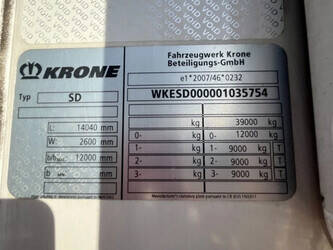 KRONE
Fahrzeugwerk Krone
Beteiligungs-GmbH
e1*2007/46*0232
Typ SD
WKESD000001035754
L: 14040 mm
W: 2600 mm
12000 mm
b mm
kg 39000 kg
0- kg 0- 12000 kg
1- kg 1- 9000 kg T
2- kg 2- 9000 kg T
3- kg 3- 9000 kg T
VOID